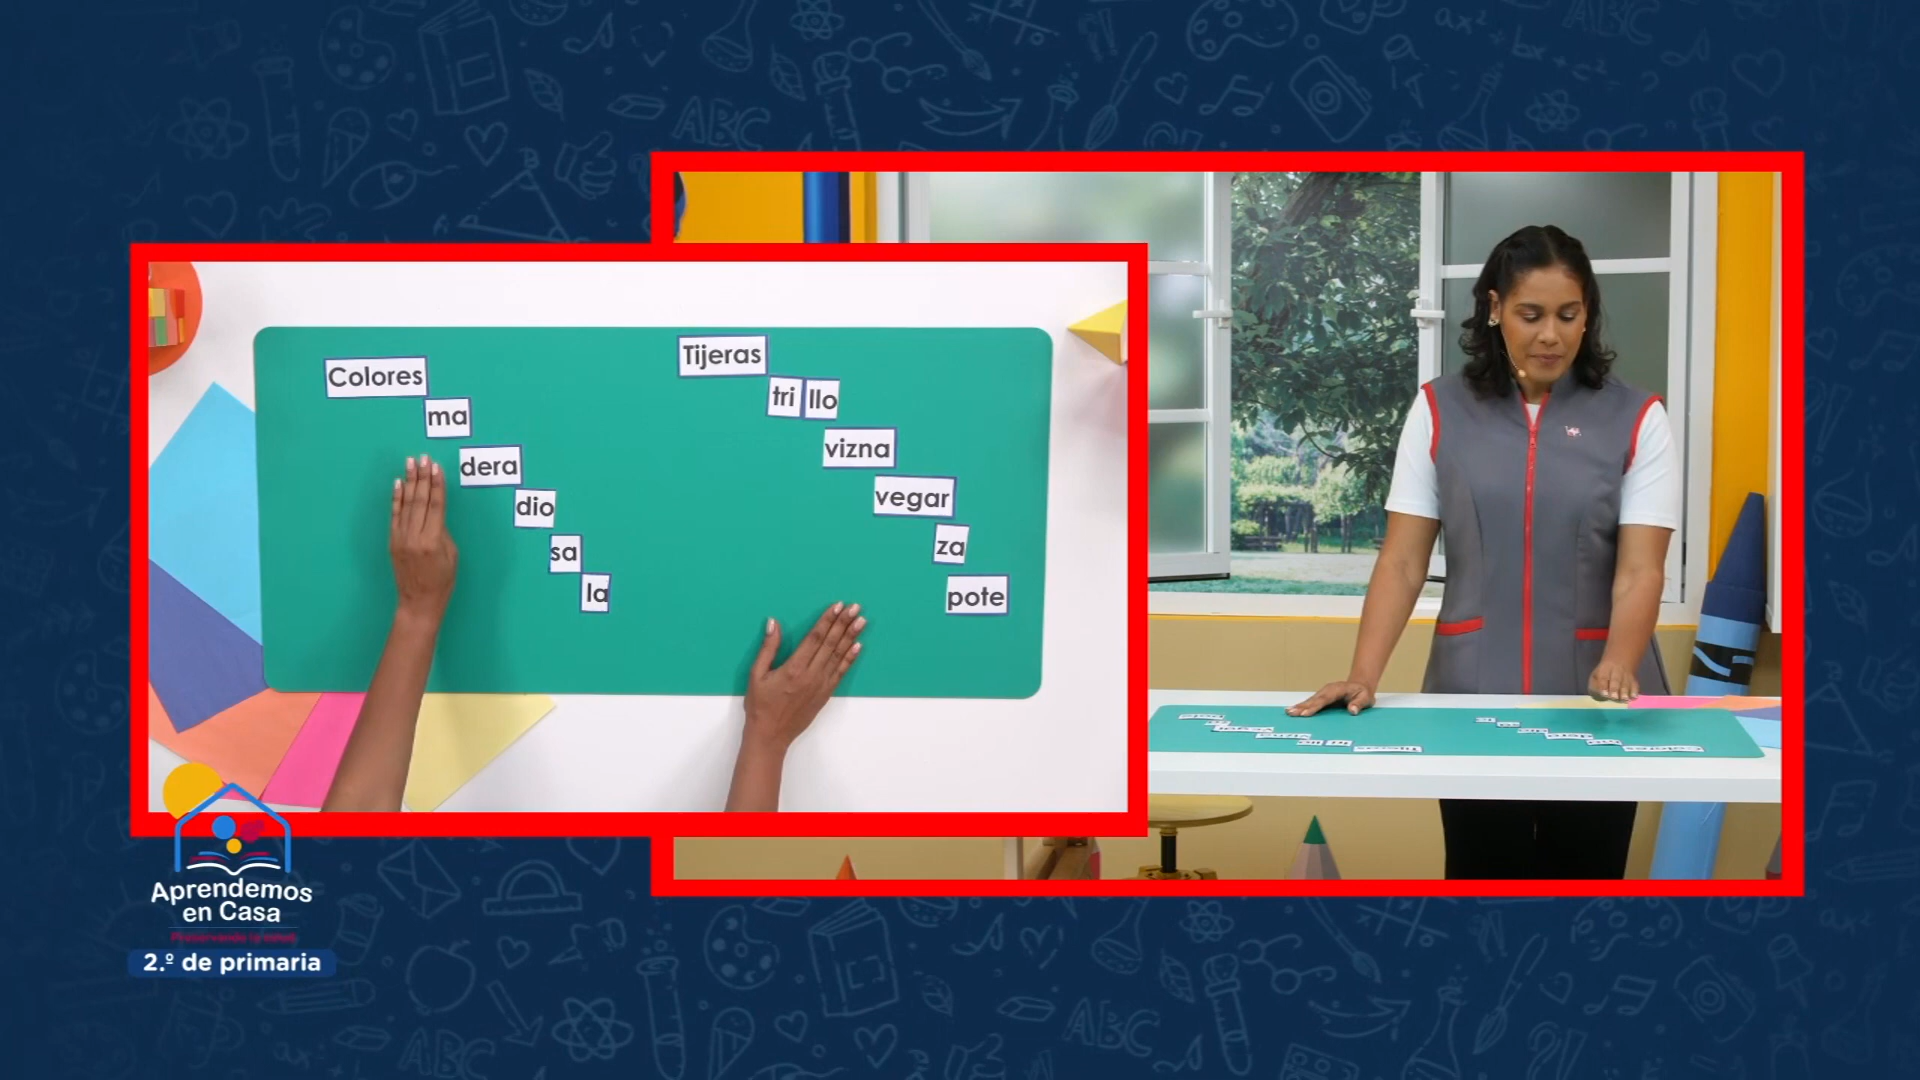 Colores
ma
dera
dio
sa
la
Tijeras
tri llo
vizna
vegar
za
pote
Aprendemos
en Casa
2.º de primaria